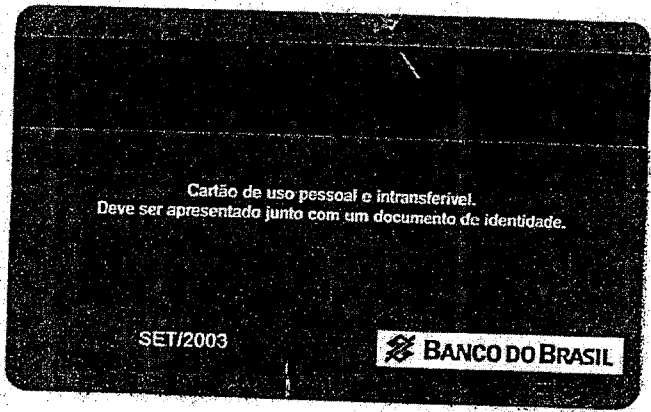 Cartão de uso pessoal e intransferível.
Deve ser apresentado junto com um documento de identidade.
SET/2003
BANCO DO BRASIL